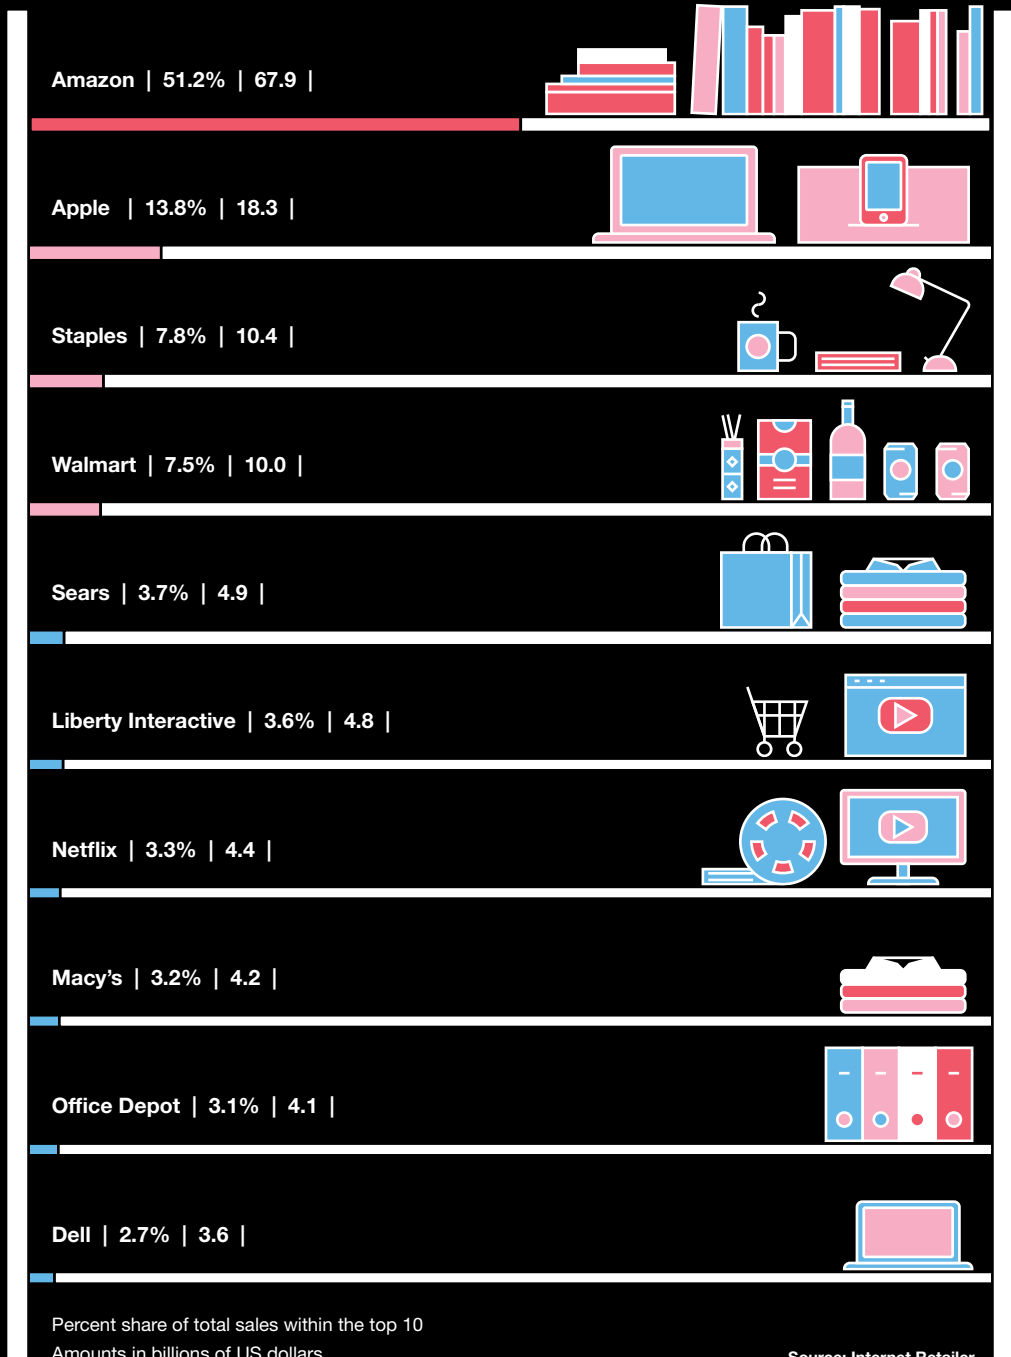 Amazon | 51.2% | 67.9 |
Apple | 13.8% | 18.3 |
Staples | 7.8% | 10.4 |
Walmart | 7.5% | 10.0 |
Sears | 3.7% | 4.9 |
Liberty Interactive | 3.6% | 4.8 |
Netflix | 3.3% | 4.4 |
Macy’s | 3.2% | 4.2 |
Office Depot | 3.1% | 4.1 |
Dell | 2.7% | 3.6 |
Percent share of total sales within the top 10
Amounts in billions of US dollars
Source: Internet Retailer